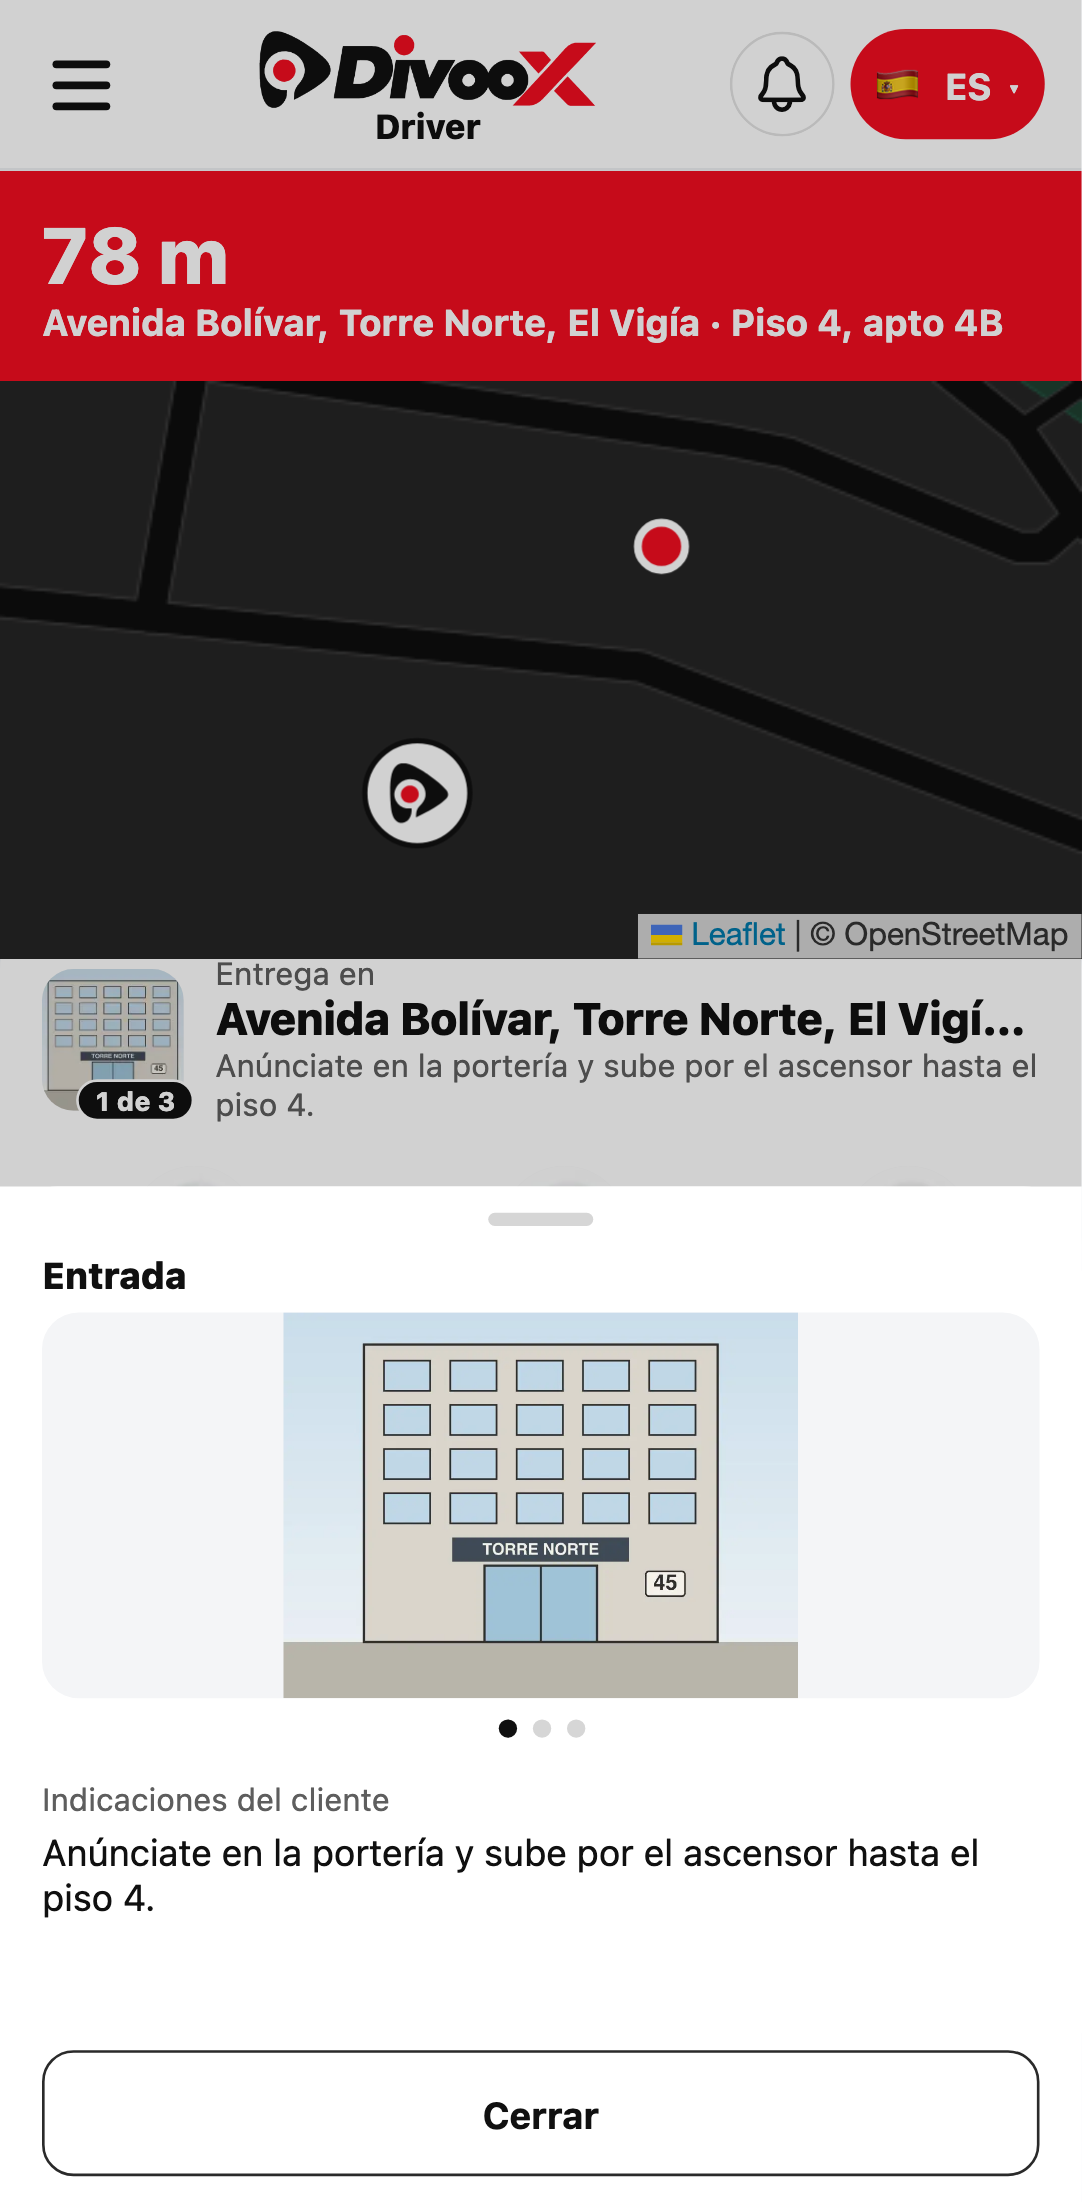 DivooX
Driver
ES
78 m
Avenida Bolívar, Torre Norte, El Vigía · Piso 4, apto 4B
Leaflet | © OpenStreetMap
Entrega en
Avenida Bolívar, Torre Norte, El Vigí...
Anúnciate en la portería y sube por el ascensor hasta el
piso 4.
TORRE NORTE
45
1 de 3
Entrada
TORRE NORTE
45
Indicaciones del cliente
Anúnciate en la portería y sube por el ascensor hasta el
piso 4.
Cerrar